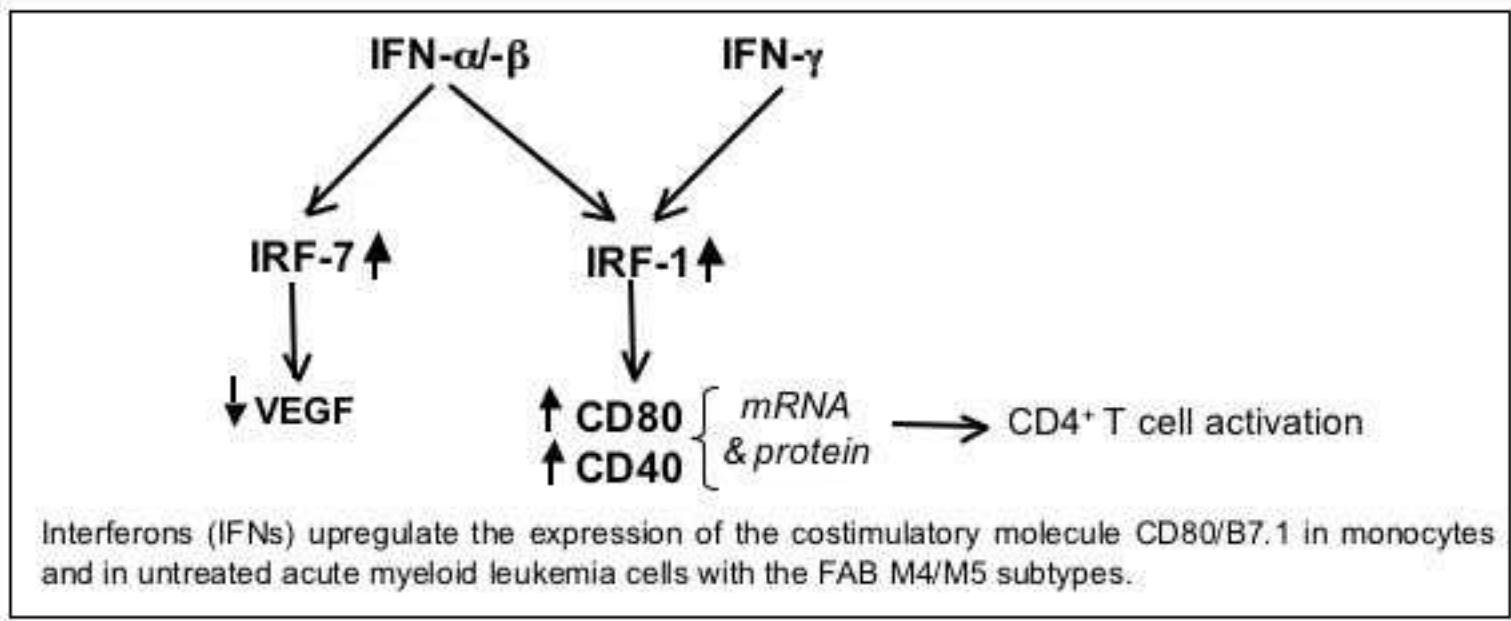 IFN-α/-β IFN-γ
IRF-7 IRF-1
VEGF CD80 mRNA
CD40 & protein CD4⁺ T cell activation
Interferons (IFNs) upregulate the expression of the costimulatory molecule CD80/B7.1 in monocytes
and in untreated acute myeloid leukemia cells with the FAB M4/M5 subtypes.